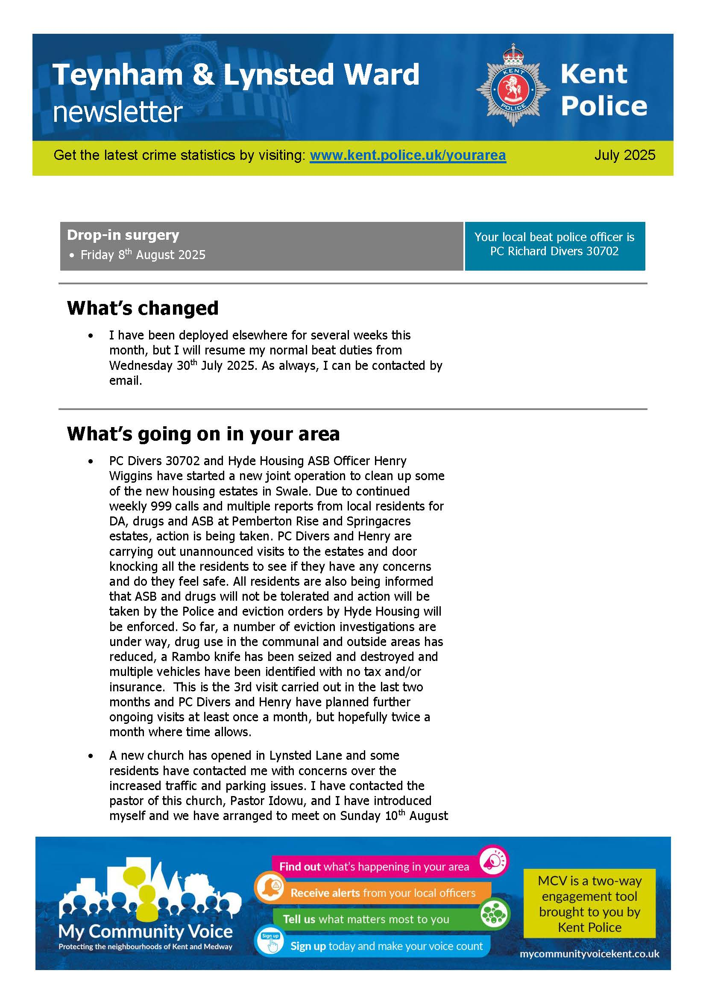 Teynham & Lynsted Ward
newsletter
KENT
POLICE
Kent
Police
Get the latest crime statistics by visiting: www.kent.police.uk/yourarea July 2025
Drop-in surgery
• Friday 8th August 2025
Your local beat police officer is
PC Richard Divers 30702
What's changed
• I have been deployed elsewhere for several weeks this
month, but I will resume my normal beat duties from
Wednesday 30th July 2025. As always, I can be contacted by
email.
What's going on in your area
• PC Divers 30702 and Hyde Housing ASB Officer Henry
Wiggins have started a new joint operation to clean up some
of the new housing estates in Swale. Due to continued
weekly 999 calls and multiple reports from local residents for
DA, drugs and ASB at Pemberton Rise and Springacres
estates, action is being taken. PC Divers and Henry are
carrying out unannounced visits to the estates and door
knocking all the residents to see if they have any concerns
and do they feel safe. All residents are also being informed
that ASB and drugs will not be tolerated and action will be
taken by the Police and eviction orders by Hyde Housing will
be enforced. So far, a number of eviction investigations are
under way, drug use in the communal and outside areas has
reduced, a Rambo knife has been seized and destroyed and
multiple vehicles have been identified with no tax and/or
insurance.  This is the 3rd visit carried out in the last two
months and PC Divers and Henry have planned further
ongoing visits at least once a month, but hopefully twice a
month where time allows.
• A new church has opened in Lynsted Lane and some
residents have contacted me with concerns over the
increased traffic and parking issues. I have contacted the
pastor of this church, Pastor Idowu, and I have introduced
myself and we have arranged to meet on Sunday 10th August
My Community Voice
Protecting the neighbourhoods of Kent and Medway
Find out what's happening in your area
Receive alerts from your local officers
Tell us what matters most to you
Sign up
Sign up today and make your voice count
MCV is a two-way
engagement tool
brought to you by
Kent Police
mycommunityvoicekent.co.uk